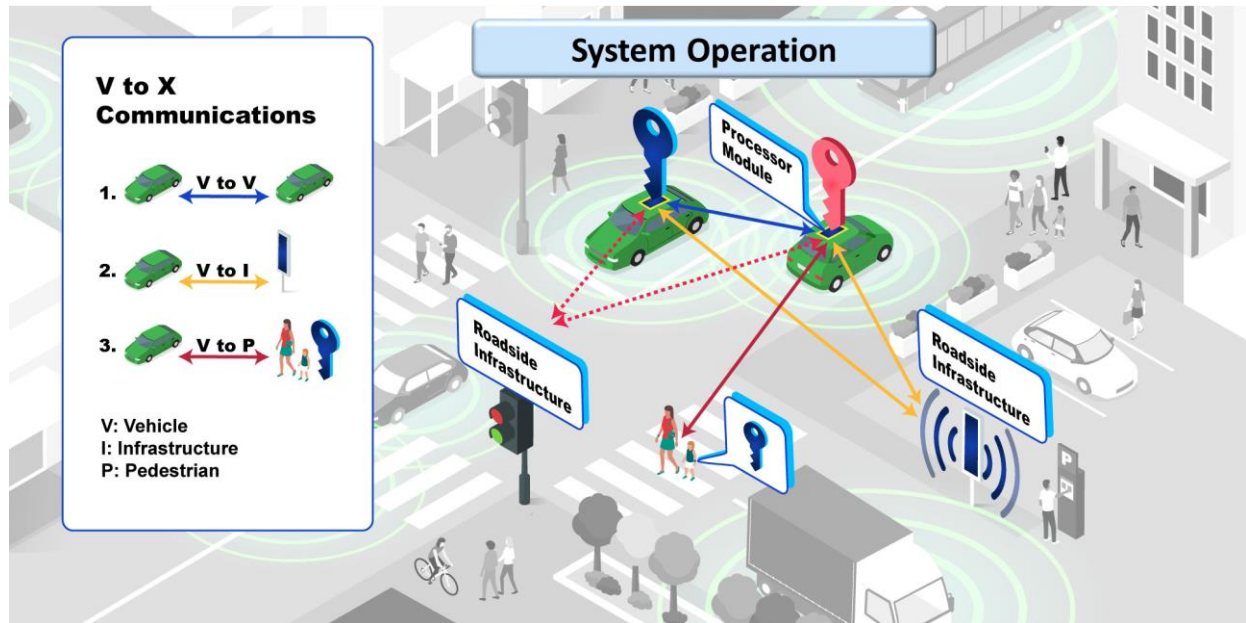 System Operation
V to X
Communications
1. V to V
2. V to I
3. V to P
V: Vehicle
I: Infrastructure
P: Pedestrian
Processor
Module
Roadside
Infrastructure
Roadside
Infrastructure
P